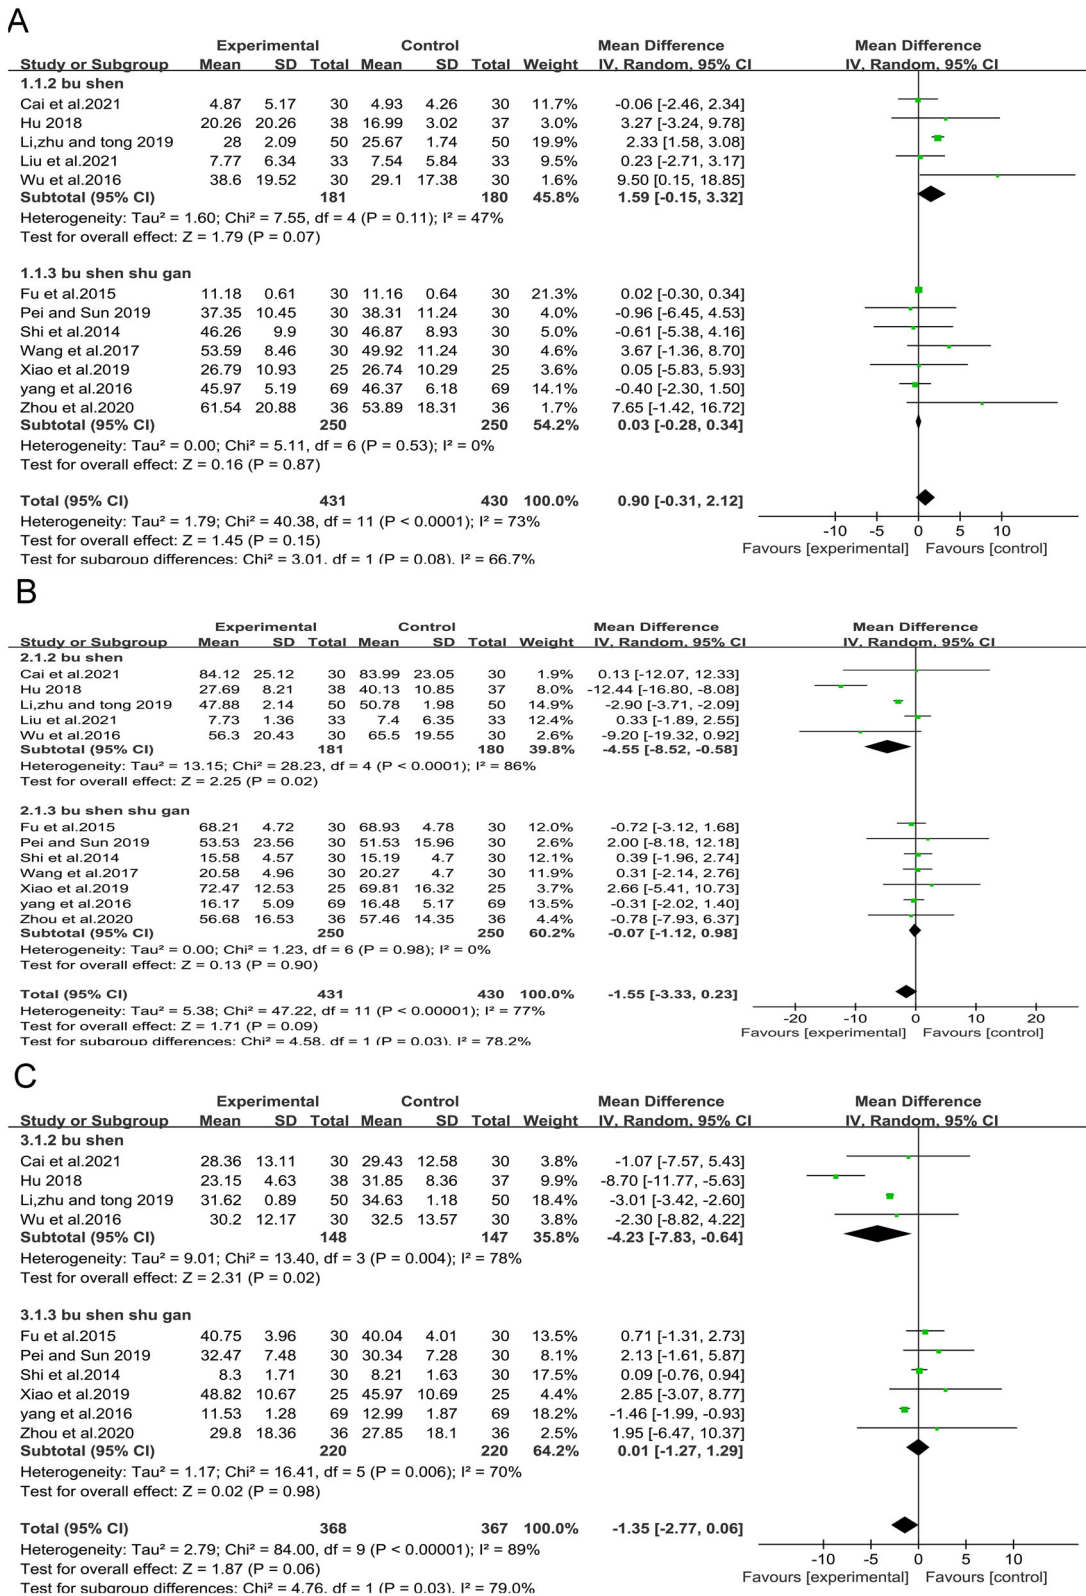 A
Experimental Control Mean Difference Mean Difference
Study or Subgroup Mean SD Total Mean SD Total Weight IV, Random, 95% CI IV, Random, 95% CI
1.1.2 bu shen
Cai et al.2021 4.87 5.17 30 4.93 4.26 30 11.7% -0.06 [-2.46, 2.34]
Hu 2018 20.26 20.26 38 16.99 3.02 37 3.0% 3.27 [-3.24, 9.78]
Li,zhu and tong 2019 28 2.09 50 25.67 1.74 50 19.9% 2.33 [1.58, 3.08]
Liu et al.2021 7.77 6.34 33 7.54 5.84 33 9.5% 0.23 [-2.71, 3.17]
Wu et al.2016 38.6 19.52 30 29.1 17.38 30 1.6% 9.50 [0.15, 18.85]
Subtotal (95% CI) 181 180 45.8% 1.59 [-0.15, 3.32]
Heterogeneity: Tau² = 1.60; Chi² = 7.55, df = 4 (P = 0.11); I² = 47%
Test for overall effect: Z = 1.79 (P = 0.07)
1.1.3 bu shen shu gan
Fu et al.2015 11.18 0.61 30 11.16 0.64 30 21.3% 0.02 [-0.30, 0.34]
Pei and Sun 2019 37.35 10.45 30 38.31 11.24 30 4.0% -0.96 [-6.45, 4.53]
Shi et al.2014 46.26 9.9 30 46.87 8.93 30 5.0% -0.61 [-5.38, 4.16]
Wang et al.2017 53.59 8.46 30 49.92 11.24 30 4.6% 3.67 [-1.36, 8.70]
Xiao et al.2019 26.79 10.93 25 26.74 10.29 25 3.6% 0.05 [-5.83, 5.93]
yang et al.2016 45.97 5.19 69 46.37 6.18 69 14.1% -0.40 [-2.30, 1.50]
Zhou et al.2020 61.54 20.88 36 53.89 18.31 36 1.7% 7.65 [-1.42, 16.72]
Subtotal (95% CI) 250 250 54.2% 0.03 [-0.28, 0.34]
Heterogeneity: Tau² = 0.00; Chi² = 5.11, df = 6 (P = 0.53); I² = 0%
Test for overall effect: Z = 0.16 (P = 0.87)
Total (95% CI) 431 430 100.0% 0.90 [-0.31, 2.12]
Heterogeneity: Tau² = 1.79; Chi² = 40.38, df = 11 (P < 0.0001); I² = 73%
Test for overall effect: Z = 1.45 (P = 0.15)
Test for subgroup differences: Chi² = 3.01, df = 1 (P = 0.08), I² = 66.7%
-10 -5 0 5 10
Favours [experimental] Favours [control]
B
Experimental Control Mean Difference Mean Difference
Study or Subgroup Mean SD Total Mean SD Total Weight IV, Random, 95% CI IV, Random, 95% CI
2.1.2 bu shen
Cai et al.2021 84.12 25.12 30 83.99 23.05 30 1.9% 0.13 [-12.07, 12.33]
Hu 2018 27.69 8.21 38 40.13 10.85 37 8.0% -12.44 [-16.80, -8.08]
Li,zhu and tong 2019 47.88 2.14 50 50.78 1.98 50 14.9% -2.90 [-3.71, -2.09]
Liu et al.2021 7.73 1.36 33 7.4 6.35 33 12.4% 0.33 [-1.89, 2.55]
Wu et al.2016 56.3 20.43 30 65.5 19.55 30 2.6% -9.20 [-19.32, 0.92]
Subtotal (95% CI) 181 180 39.8% -4.55 [-8.52, -0.58]
Heterogeneity: Tau² = 13.15; Chi² = 28.23, df = 4 (P < 0.0001); I² = 86%
Test for overall effect: Z = 2.25 (P = 0.02)
2.1.3 bu shen shu gan
Fu et al.2015 68.21 4.72 30 68.93 4.78 30 12.0% -0.72 [-3.12, 1.68]
Pei and Sun 2019 53.53 23.56 30 51.53 15.96 30 2.6% 2.00 [-8.18, 12.18]
Shi et al.2014 15.58 4.57 30 15.19 4.7 30 12.1% 0.39 [-1.96, 2.74]
Wang et al.2017 20.58 4.96 30 20.27 4.7 30 11.9% 0.31 [-2.14, 2.76]
Xiao et al.2019 72.47 12.53 25 69.81 16.32 25 3.7% 2.66 [-5.41, 10.73]
yang et al.2016 16.17 5.09 69 16.48 5.17 69 13.5% -0.31 [-2.02, 1.40]
Zhou et al.2020 56.68 16.53 36 57.46 14.35 36 4.4% -0.78 [-7.93, 6.37]
Subtotal (95% CI) 250 250 60.2% -0.07 [-1.12, 0.98]
Heterogeneity: Tau² = 0.00; Chi² = 1.23, df = 6 (P = 0.98); I² = 0%
Test for overall effect: Z = 0.13 (P = 0.90)
Total (95% CI) 431 430 100.0% -1.55 [-3.33, 0.23]
Heterogeneity: Tau² = 5.38; Chi² = 47.22, df = 11 (P < 0.00001); I² = 77%
Test for overall effect: Z = 1.71 (P = 0.09)
Test for subgroup differences: Chi² = 4.58, df = 1 (P = 0.03), I² = 78.2%
-20 -10 0 10 20
Favours [experimental] Favours [control]
C
Experimental Control Mean Difference Mean Difference
Study or Subgroup Mean SD Total Mean SD Total Weight IV, Random, 95% CI IV, Random, 95% CI
3.1.2 bu shen
Cai et al.2021 28.36 13.11 30 29.43 12.58 30 3.8% -1.07 [-7.57, 5.43]
Hu 2018 23.15 4.63 38 31.85 8.36 37 9.9% -8.70 [-11.77, -5.63]
Li,zhu and tong 2019 31.62 0.89 50 34.63 1.18 50 18.4% -3.01 [-3.42, -2.60]
Wu et al.2016 30.2 12.17 30 32.5 13.57 30 3.8% -2.30 [-8.82, 4.22]
Subtotal (95% CI) 148 147 35.8% -4.23 [-7.83, -0.64]
Heterogeneity: Tau² = 9.01; Chi² = 13.40, df = 3 (P = 0.004); I² = 78%
Test for overall effect: Z = 2.31 (P = 0.02)
3.1.3 bu shen shu gan
Fu et al.2015 40.75 3.96 30 40.04 4.01 30 13.5% 0.71 [-1.31, 2.73]
Pei and Sun 2019 32.47 7.48 30 30.34 7.28 30 8.1% 2.13 [-1.61, 5.87]
Shi et al.2014 8.3 1.71 30 8.21 1.63 30 17.5% 0.09 [-0.76, 0.94]
Xiao et al.2019 48.82 10.67 25 45.97 10.69 25 4.4% 2.85 [-3.07, 8.77]
yang et al.2016 11.53 1.28 69 12.99 1.87 69 18.2% -1.46 [-1.99, -0.93]
Zhou et al.2020 29.8 18.36 36 27.85 18.1 36 2.5% 1.95 [-6.47, 10.37]
Subtotal (95% CI) 220 220 64.2% 0.01 [-1.27, 1.29]
Heterogeneity: Tau² = 1.17; Chi² = 16.41, df = 5 (P = 0.006); I² = 70%
Test for overall effect: Z = 0.02 (P = 0.98)
Total (95% CI) 368 367 100.0% -1.35 [-2.77, 0.06]
Heterogeneity: Tau² = 2.79; Chi² = 84.00, df = 9 (P < 0.00001); I² = 89%
Test for overall effect: Z = 1.87 (P = 0.06)
Test for subgroup differences: Chi² = 4.76, df = 1 (P = 0.03), I² = 79.0%
-10 -5 0 5 10
Favours [experimental] Favours [control]